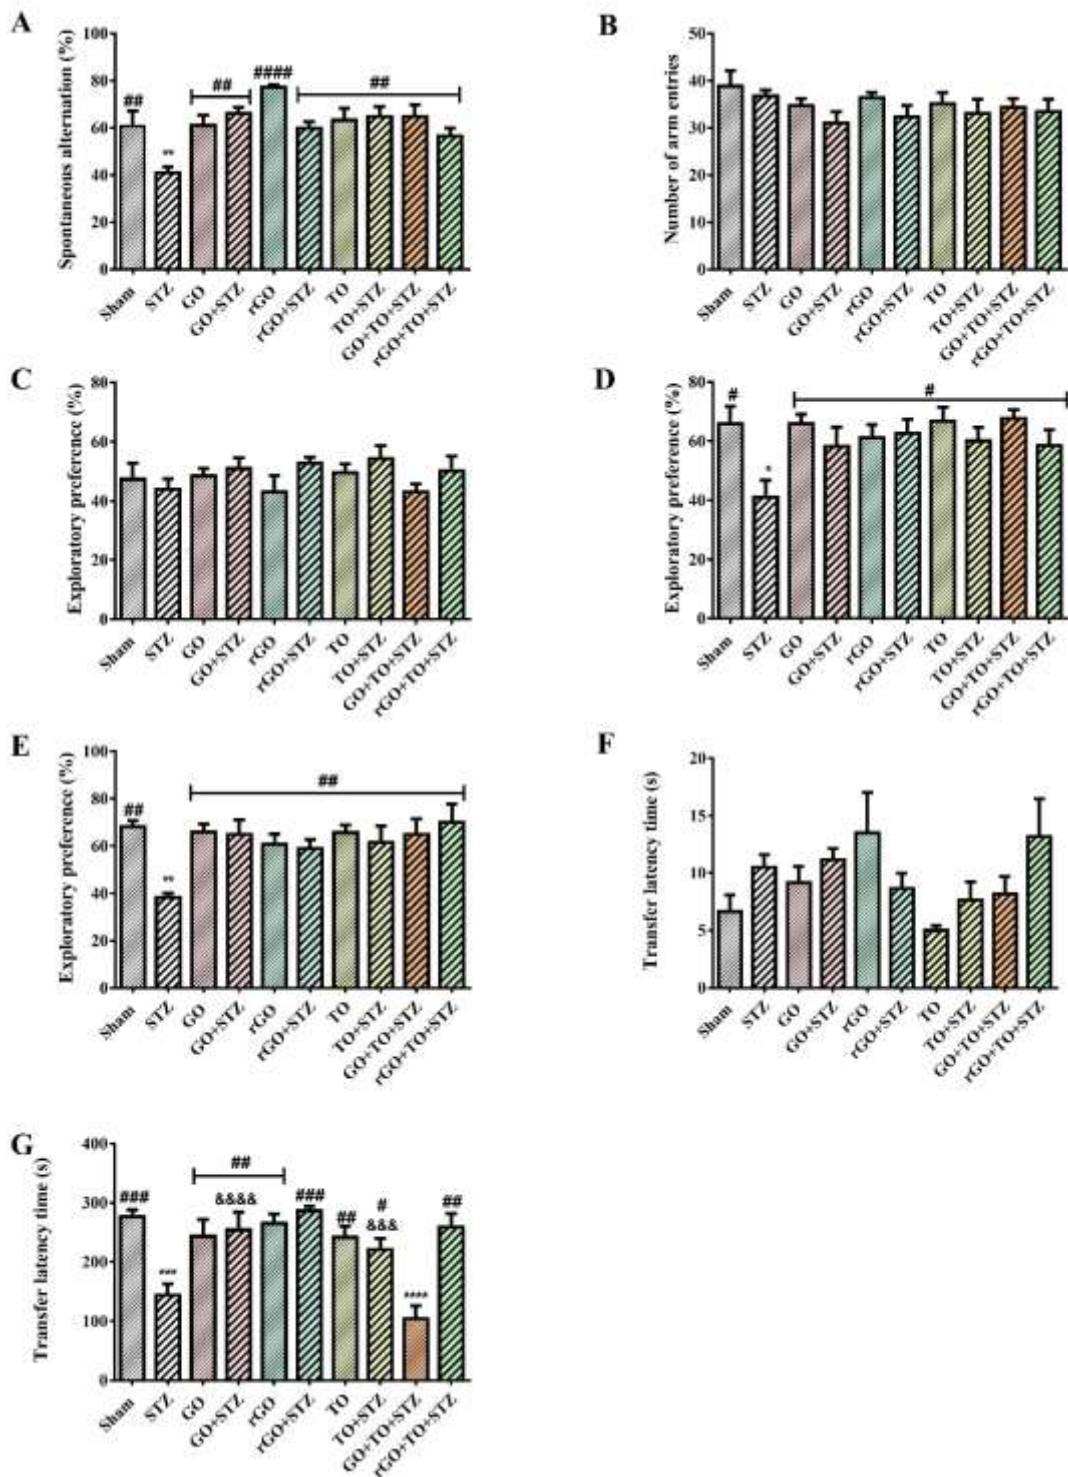 A
Spontaneous alternation (%)
100
80
60
40
20
0
##
**
##
####
##
Sham
STZ
GO
GO+STZ
rGO
rGO+STZ
TO
TO+STZ
GO+TO+STZ
rGO+TO+STZ
B
Number of arm entries
50
40
30
20
10
0
Sham
STZ
GO
GO+STZ
rGO
rGO+STZ
TO
TO+STZ
GO+TO+STZ
rGO+TO+STZ
C
Exploratory preference (%)
80
60
40
20
0
Sham
STZ
GO
GO+STZ
rGO
rGO+STZ
TO
TO+STZ
GO+TO+STZ
rGO+TO+STZ
D
Exploratory preference (%)
80
60
40
20
0
#
*
#
Sham
STZ
GO
GO+STZ
rGO
rGO+STZ
TO
TO+STZ
GO+TO+STZ
rGO+TO+STZ
E
Exploratory preference (%)
100
80
60
40
20
0
##
**
##
Sham
STZ
GO
GO+STZ
rGO
rGO+STZ
TO
TO+STZ
GO+TO+STZ
rGO+TO+STZ
F
Transfer latency time (s)
20
15
10
5
0
Sham
STZ
GO
GO+STZ
rGO
rGO+STZ
TO
TO+STZ
GO+TO+STZ
rGO+TO+STZ
G
Transfer latency time (s)
400
300
200
100
0
###
***
##
&&&&
###
##
#
&&&
****
##
Sham
STZ
GO
GO+STZ
rGO
rGO+STZ
TO
TO+STZ
GO+TO+STZ
rGO+TO+STZ